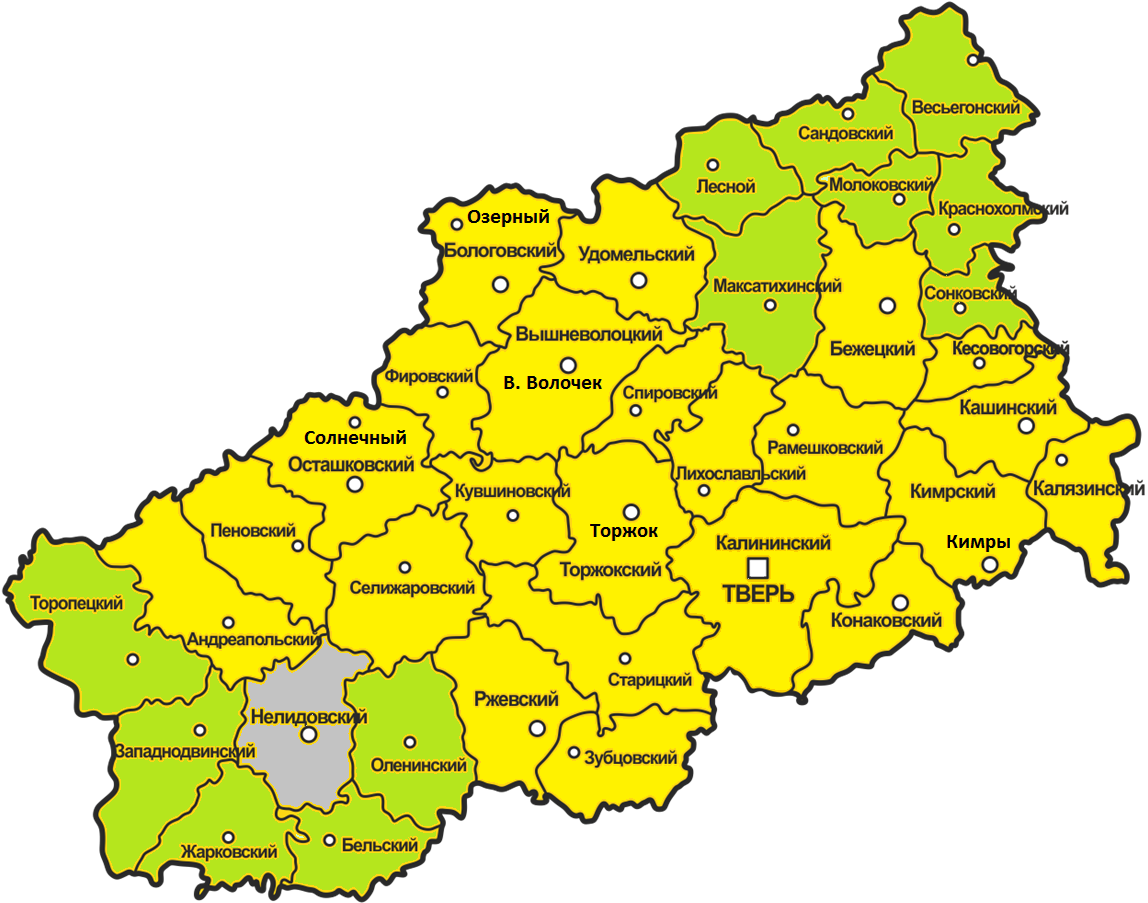 Весьегонский
Сандовский
Лесной
Молоковский
Краснохолмский
Озерный
Бологовский
Удомельский
Максатихинский
Сонковский
Вышневолоцкий
Бежецкий
Кесовогорский
Фировский
В. Волочек
Спировский
Кашинский
Солнечный
Осташковский
Рамешковский
Лихославльский
Кувшиновский
Кимрский
Калязинский
Пеновский
Торжок
Калининский
Кимры
Торжокский
Селижаровский
ТВЕРЬ
Торопецкий
Конаковский
Андреапольский
Старицкий
Ржевский
Нелидовский
Западнодвинский
Зубцовский
Оленинский
Жарковский
Бельский